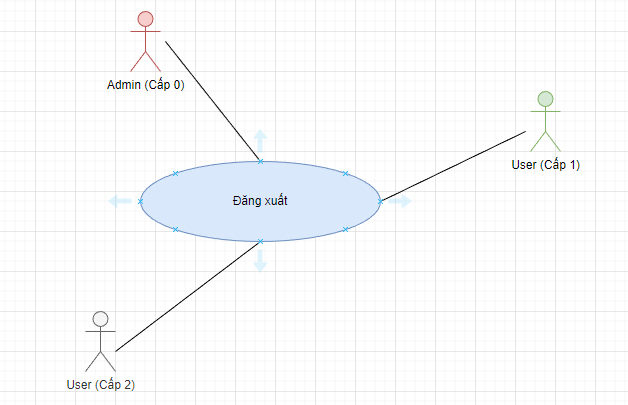 Admin (Cấp 0)
User (Cấp 1)
Đăng xuất
User (Cấp 2)